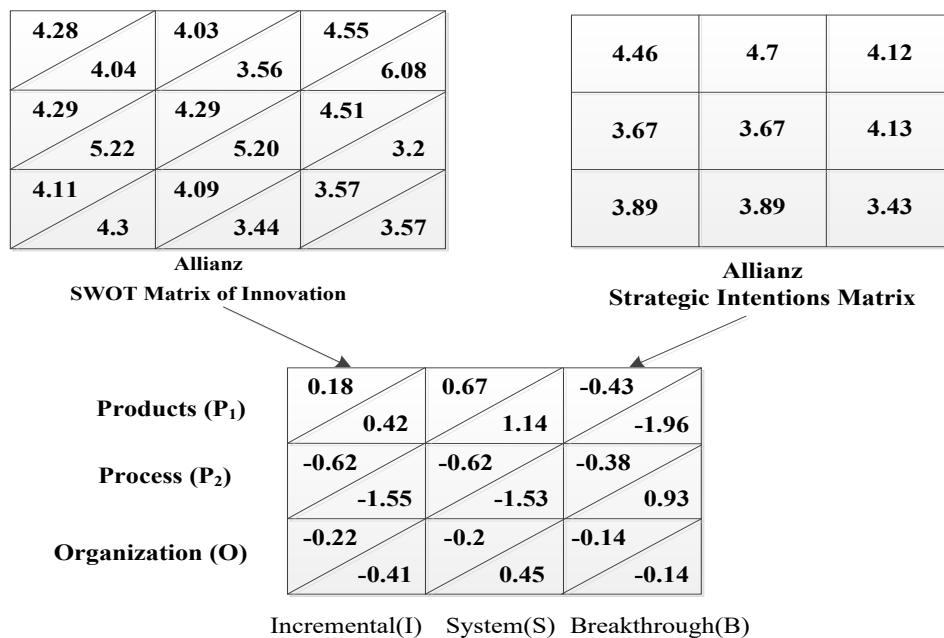 4.28 4.03 4.55
4.04 3.56 6.08
4.29 4.29 4.51
5.22 5.20 3.2
4.11 4.09 3.57
4.3 3.44 3.57
Allianz
SWOT Matrix of Innovation
4.46 4.7 4.12
3.67 3.67 4.13
3.89 3.89 3.43
Allianz
Strategic Intentions Matrix
0.18 0.67 -0.43
Products (P1)
0.42 1.14 -1.96
-0.62 -0.62 -0.38
Process (P2)
-1.55 -1.53 0.93
-0.22 -0.2 -0.14
Organization (O)
-0.41 0.45 -0.14
Incremental(I) System(S) Breakthrough(B)